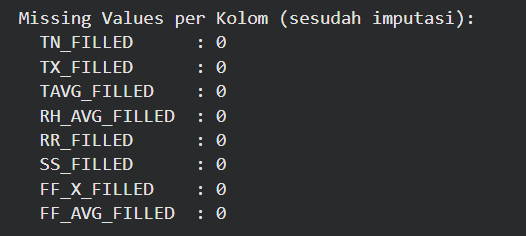 Missing Values per Kolom (sesudah imputasi):
TN_FILLED : 0
TX_FILLED : 0
TAVG_FILLED : 0
RH_AVG_FILLED : 0
RR_FILLED : 0
SS_FILLED : 0
FF_X_FILLED : 0
FF_AVG_FILLED : 0